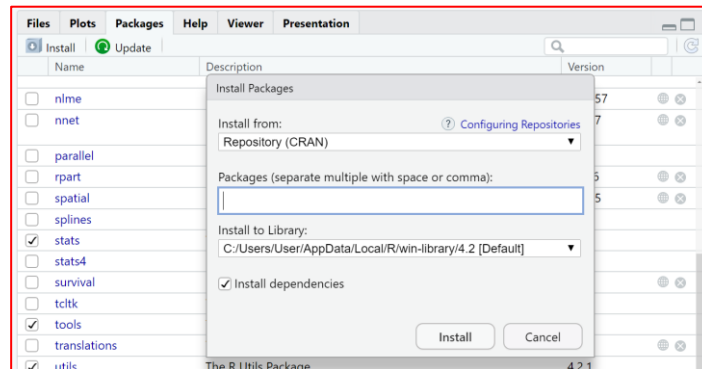 Files Plots Packages Help Viewer Presentation
Install Update
Name Description Version
nlme 57
nnet 7
parallel
rpart
spatial 5
splines
stats
stats4
survival
tcltk
tools
translations
utils The R Utils Package 4.2.1
Install Packages
Install from: ? Configuring Repositories
Repository (CRAN)
Packages (separate multiple with space or comma):
Install to Library:
C:/Users/User/AppData/Local/R/win-library/4.2 [Default]
Install dependencies
Install Cancel